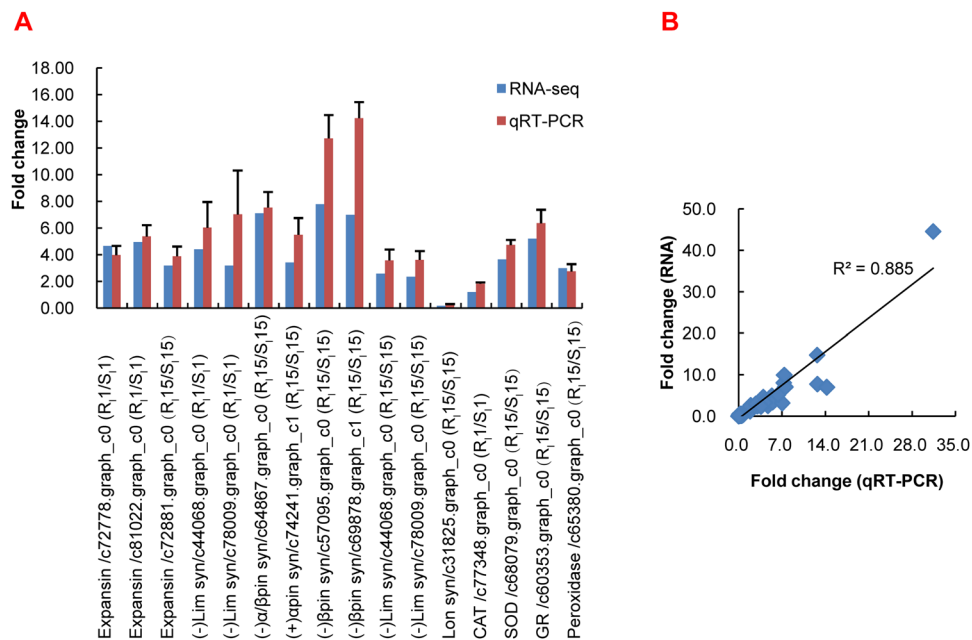 A
B
18.00
16.00
14.00
12.00
10.00
8.00
6.00
4.00
2.00
0.00
Fold change
RNA-seq
qRT-PCR
Expansin /c72778.graph_c0 (Rᵢ1/Sᵢ1)
Expansin /c81022.graph_c0 (Rᵢ1/Sᵢ1)
Expansin /c72881.graph_c0 (Rᵢ15/Sᵢ15)
(-)Lim syn/c44068.graph_c0 (Rᵢ1/Sᵢ1)
(-)Lim syn/c78009.graph_c0 (Rᵢ1/Sᵢ1)
(-)α/βpin syn/c64867.graph_c0 (Rᵢ15/Sᵢ15)
(+)αpin syn/c74241.graph_c1 (Rᵢ15/Sᵢ15)
(-)βpin syn/c57095.graph_c0 (Rᵢ15/Sᵢ15)
(-)βpin syn/c69878.graph_c1 (Rᵢ15/Sᵢ15)
(-)Lim syn/c44068.graph_c0 (Rᵢ15/Sᵢ15)
(-)Lim syn/c78009.graph_c0 (Rᵢ15/Sᵢ15)
Lon syn/c31825.graph_c0 (Rᵢ15/Sᵢ15)
CAT /c77348.graph_c0 (Rᵢ1/Sᵢ1)
SOD /c68079.graph_c0 (Rᵢ15/Sᵢ15)
GR /c60353.graph_c0 (Rᵢ15/Sᵢ15)
Peroxidase /c65380.graph_c0 (Rᵢ15/Sᵢ15)
50.0
40.0
30.0
20.0
10.0
0.0
Fold change (RNA)
R² = 0.885
0.0 7.0 14.0 21.0 28.0 35.0
Fold change (qRT-PCR)